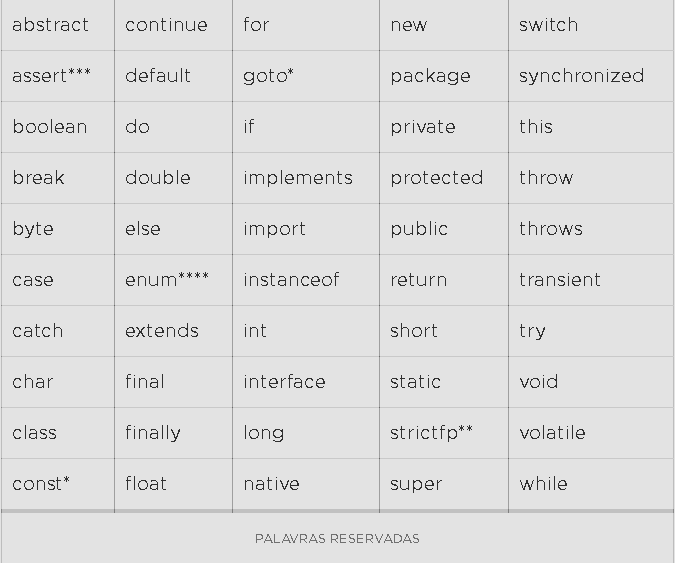 abstract continue for new switch
assert*** default goto* package synchronized
boolean do if private this
break double implements protected throw
byte else import public throws
case enum**** instanceof return transient
catch extends int short try
char final interface static void
class finally long strictfp** volatile
const* float native super while
PALAVRAS RESERVADAS